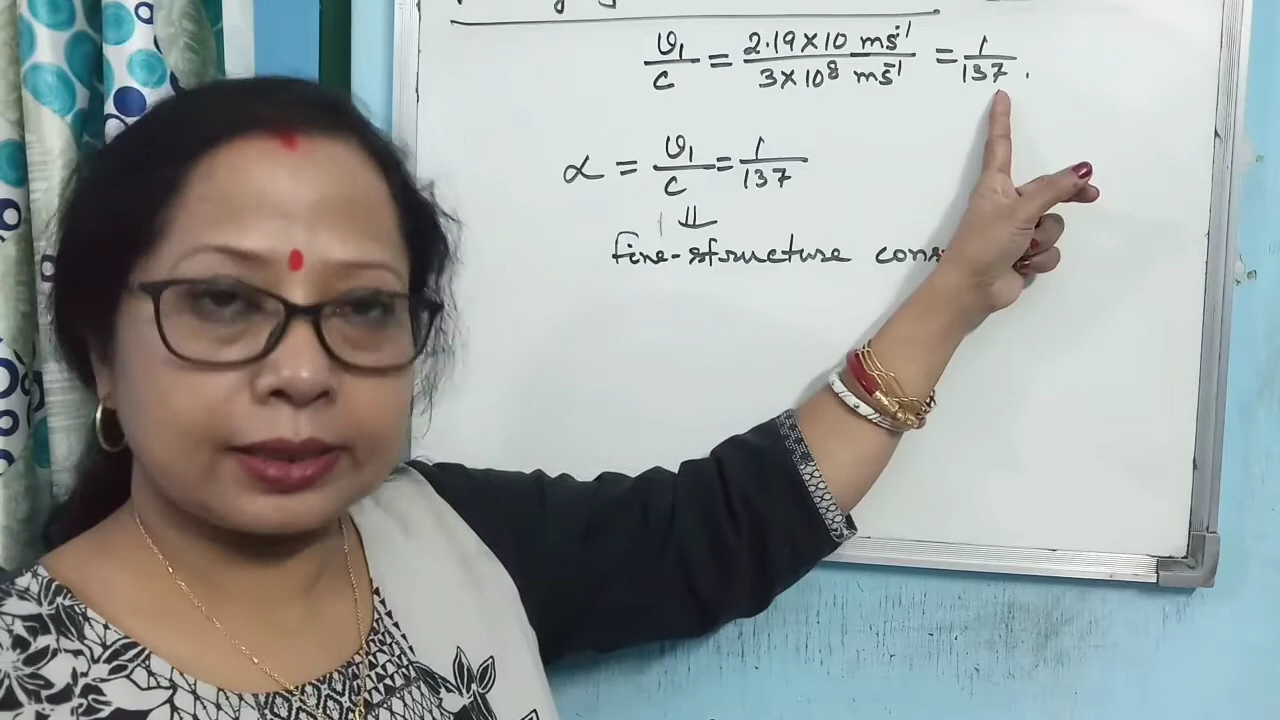 v₁/c = 2.19×10 ms⁻¹ / 3×10⁸ ms⁻¹ = 1/137.
α = v₁/c = 1/137
⇓
fine-structure cons